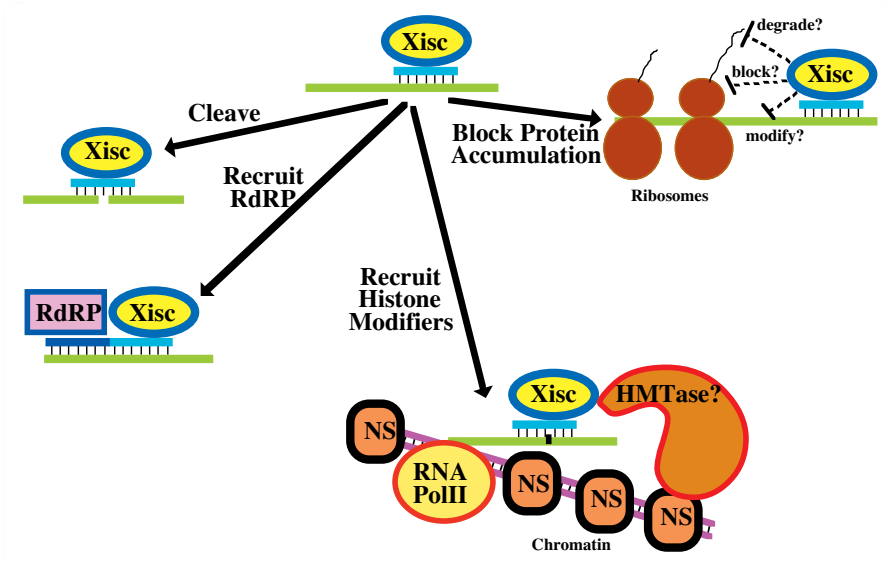 Xisc
degrade?
block?
Xisc
modify?
Cleave
Block Protein
Accumulation
Ribosomes
Xisc
Recruit
RdRP
RdRP
Xisc
Recruit
Histone
Modifiers
Xisc
HMTase?
NS
RNA
PolII
NS
NS
NS
Chromatin